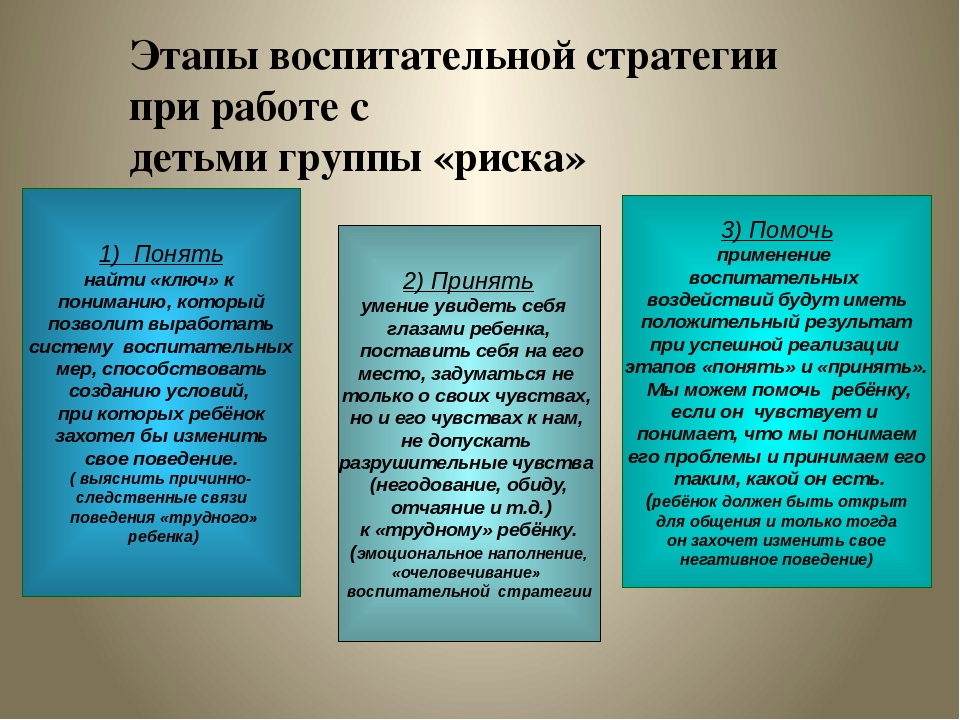 Этапы воспитательной стратегии
при работе с
детьми группы «риска»
1) Понять
найти «ключ» к
пониманию, который
позволит выработать
систему воспитательных
мер, способствовать
созданию условий,
при которых ребёнок
захотел бы изменить
свое поведение.
( выяснить причинно-
следственные связи
поведения «трудного»
ребенка)
2) Принять
умение увидеть себя
глазами ребенка,
поставить себя на его
место, задуматься не
только о своих чувствах,
но и его чувствах к нам,
не допускать
разрушительные чувства
(негодование, обиду,
отчаяние и т.д.)
к «трудному» ребёнку.
(эмоциональное наполнение,
«очеловечивание»
воспитательной стратегии
3) Помочь
применение
воспитательных
воздействий будут иметь
положительный результат
при успешной реализации
этапов «понять» и «принять».
Мы можем помочь ребёнку,
если он чувствует и
понимает, что мы понимаем
его проблемы и принимаем его
таким, какой он есть.
(ребёнок должен быть открыт
для общения и только тогда
он захочет изменить свое
негативное поведение)